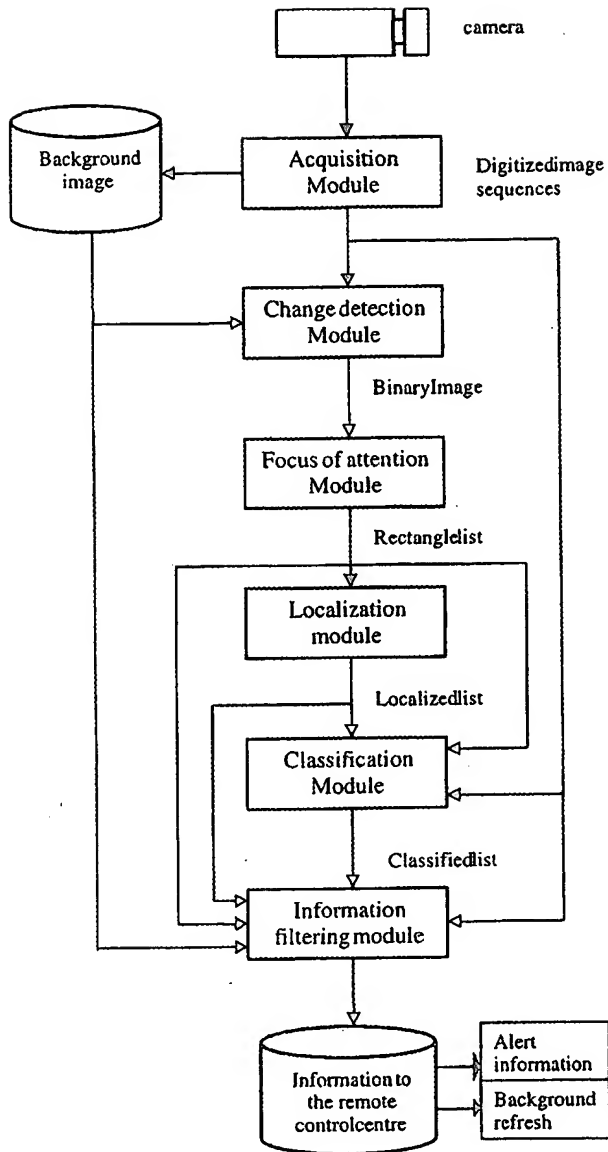 camera
Background
image
Acquisition
Module
Digitizedimage
sequences
Change detection
Module
BinaryImage
Focus of attention
Module
Rectanglelist
Localization
module
Localizedlist
Classification
Module
Classifiedlist
Information
filtering module
Information to
the remote
controlcentre
Alert
information
Background
refresh